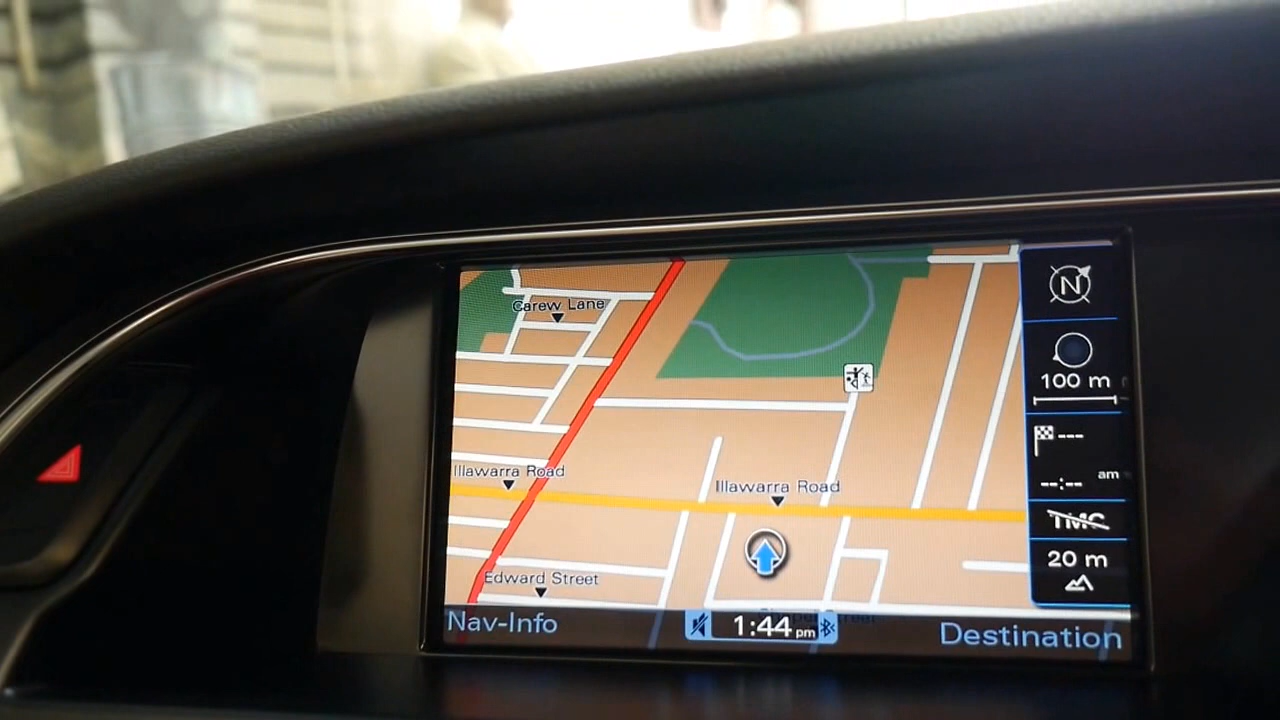 Carew Lane
N
100 m
---
Illawarra Road
Illawarra Road
--:-- am
TMC
20 m
Edward Street
Nav-Info
1:44 pm
Destination